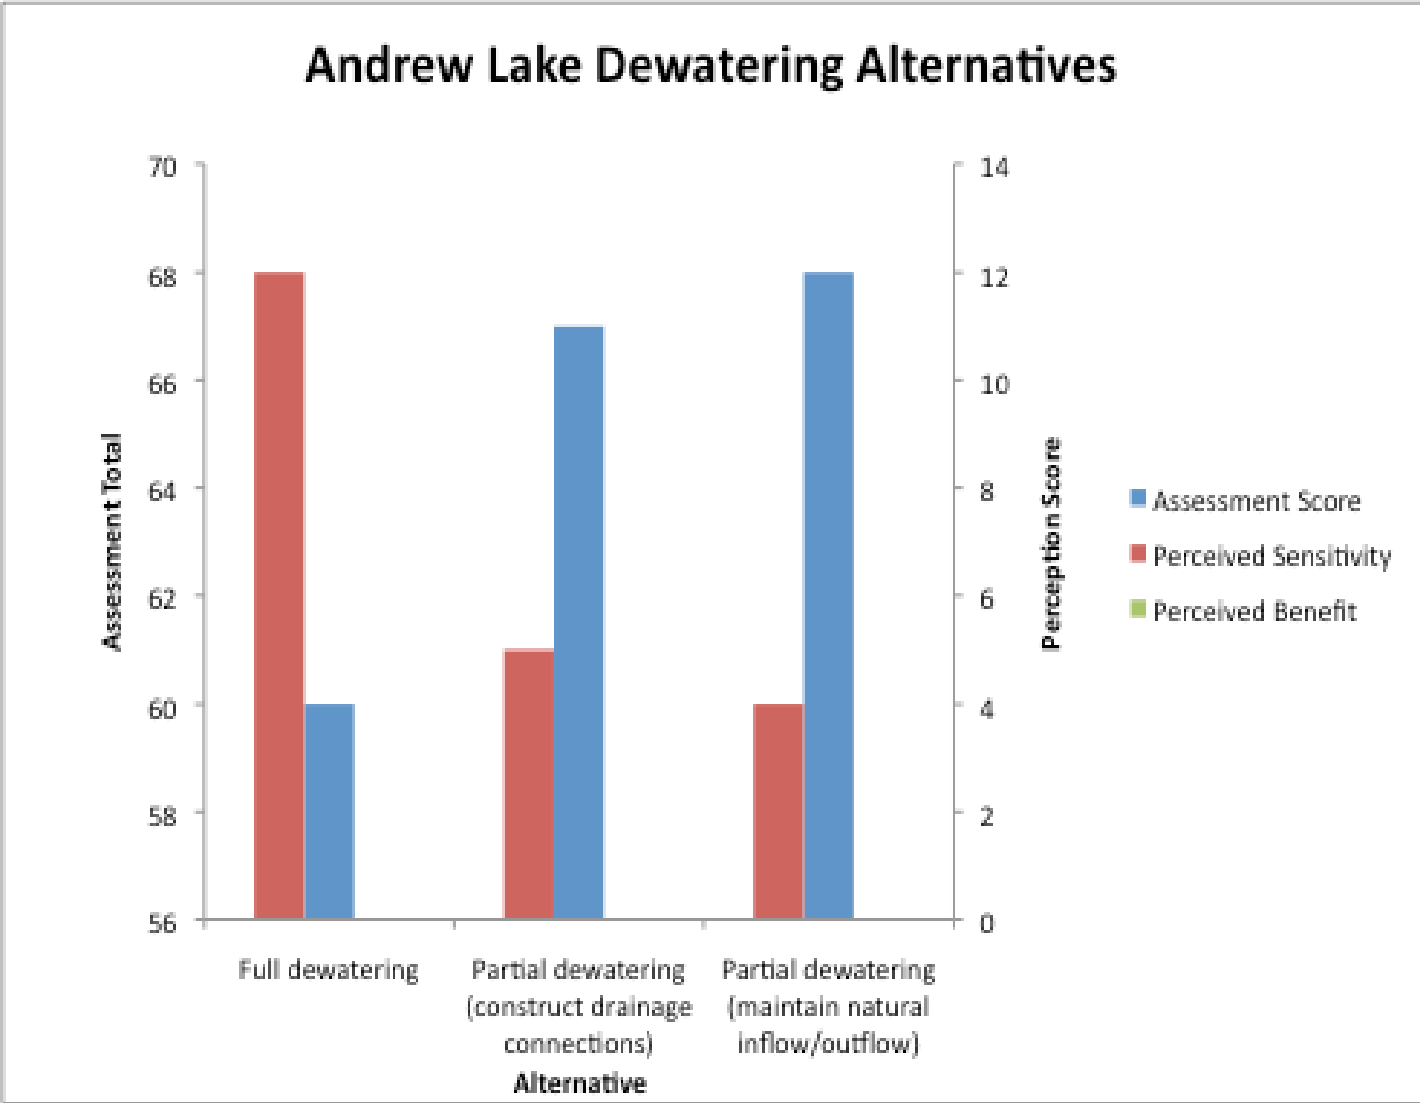 Andrew Lake Dewatering Alternatives
70
68
66
64
62
60
58
56
Assessment Total
14
12
10
8
6
4
2
0
Perception Score
Assessment Score
Perceived Sensitivity
Perceived Benefit
Full dewatering
Partial dewatering
(construct drainage
connections)
Partial dewatering
(maintain natural
inflow/outflow)
Alternative